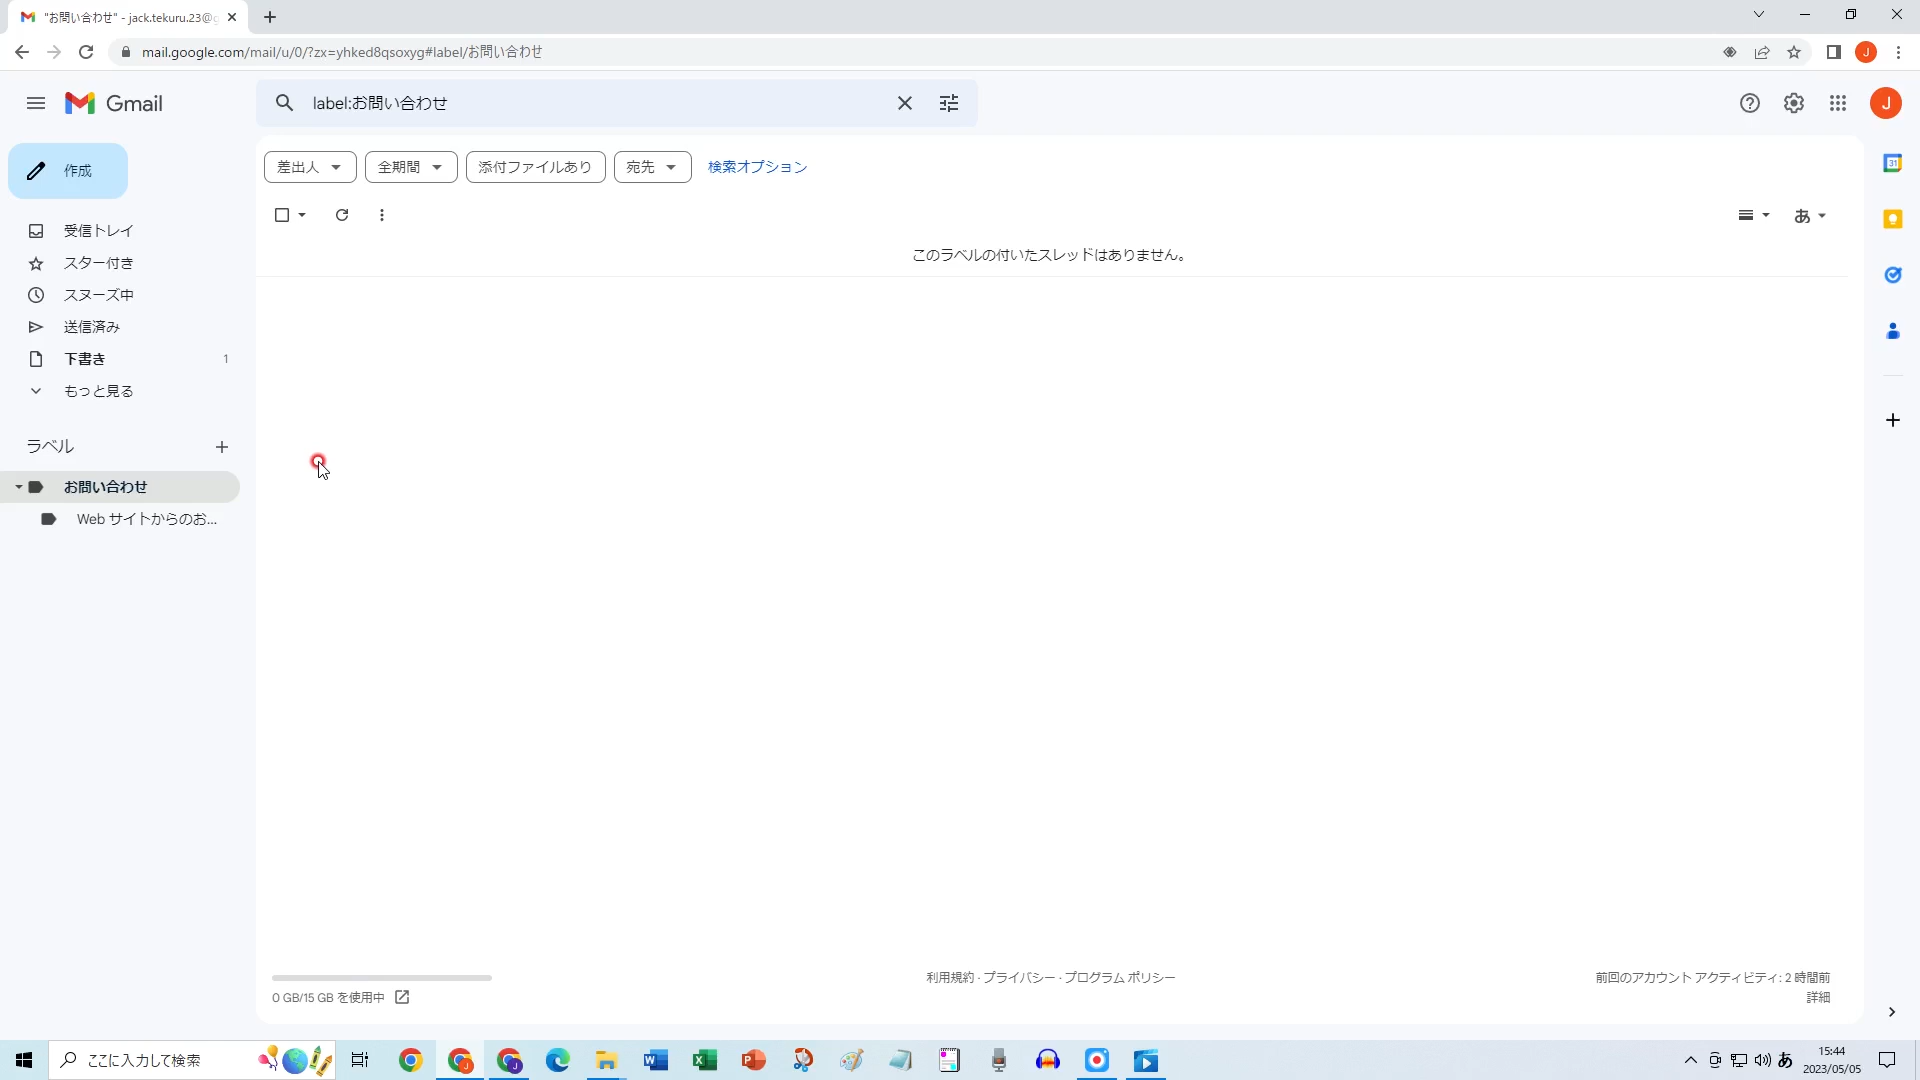 "お問い合わせ" - jack.tekuru.23@g
mail.google.com/mail/u/0/?zx=yhked8qsoxyg#label/お問い合わせ
J
Gmail
label:お問い合わせ
J
作成
差出人
全期間
添付ファイルあり
宛先
検索オプション
31
受信トレイ
あ
スター付き
このラベルの付いたスレッドはありません。
スヌーズ中
送信済み
下書き
1
もっと見る
ラベル
お問い合わせ
Web サイトからのお...
0 GB/15 GB を使用中
利用規約 · プライバシー · プログラム ポリシー
前回のアカウント アクティビティ: 2 時間前
詳細
ここに入力して検索
あ
15:44
2023/05/05